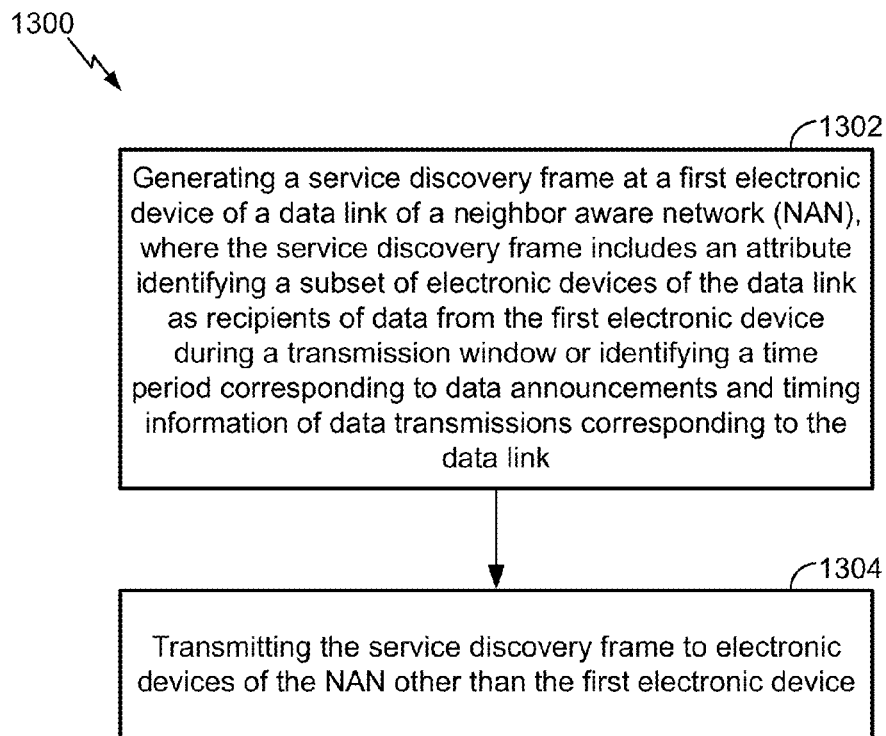 1300
1302
Generating a service discovery frame at a first electronic
device of a data link of a neighbor aware network (NAN),
where the service discovery frame includes an attribute
identifying a subset of electronic devices of the data link
as recipients of data from the first electronic device
during a transmission window or identifying a time
period corresponding to data announcements and timing
information of data transmissions corresponding to the
data link
1304
Transmitting the service discovery frame to electronic
devices of the NAN other than the first electronic device